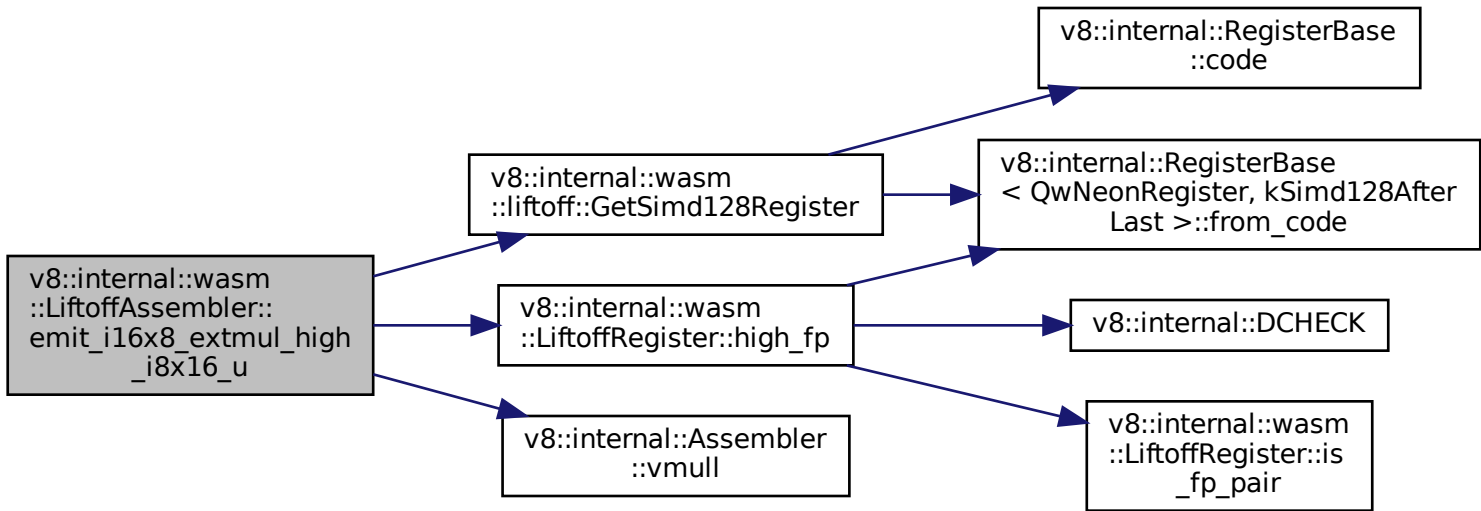 v8::internal::wasm
::LiftoffAssembler::
emit_i16x8_extmul_high
_i8x16_u
v8::internal::wasm
::liftoff::GetSimd128Register
v8::internal::wasm
::LiftoffRegister::high_fp
v8::internal::Assembler
::vmull
v8::internal::RegisterBase
::code
v8::internal::RegisterBase
< QwNeonRegister, kSimd128After
Last >::from_code
v8::internal::DCHECK
v8::internal::wasm
::LiftoffRegister::is
_fp_pair